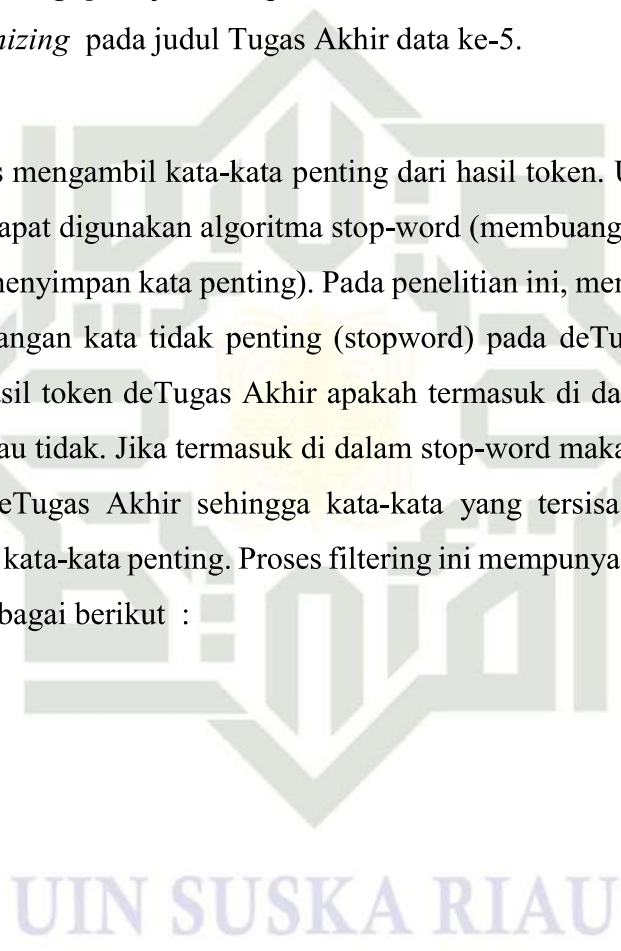 nizing pada judul Tugas Akhir data ke-5.
s mengambil kata-kata penting dari hasil token. U
apat digunakan algoritma stop-word (membuang
menyimpan kata penting). Pada penelitian ini, men
angan kata tidak penting (stopword) pada deTu
asil token deTugas Akhir apakah termasuk di da
au tidak. Jika termasuk di dalam stop-word maka
eTugas Akhir sehingga kata-kata yang tersisa
kata-kata penting. Proses filtering ini mempunya
bagai berikut :
UIN SUSKA RIAU